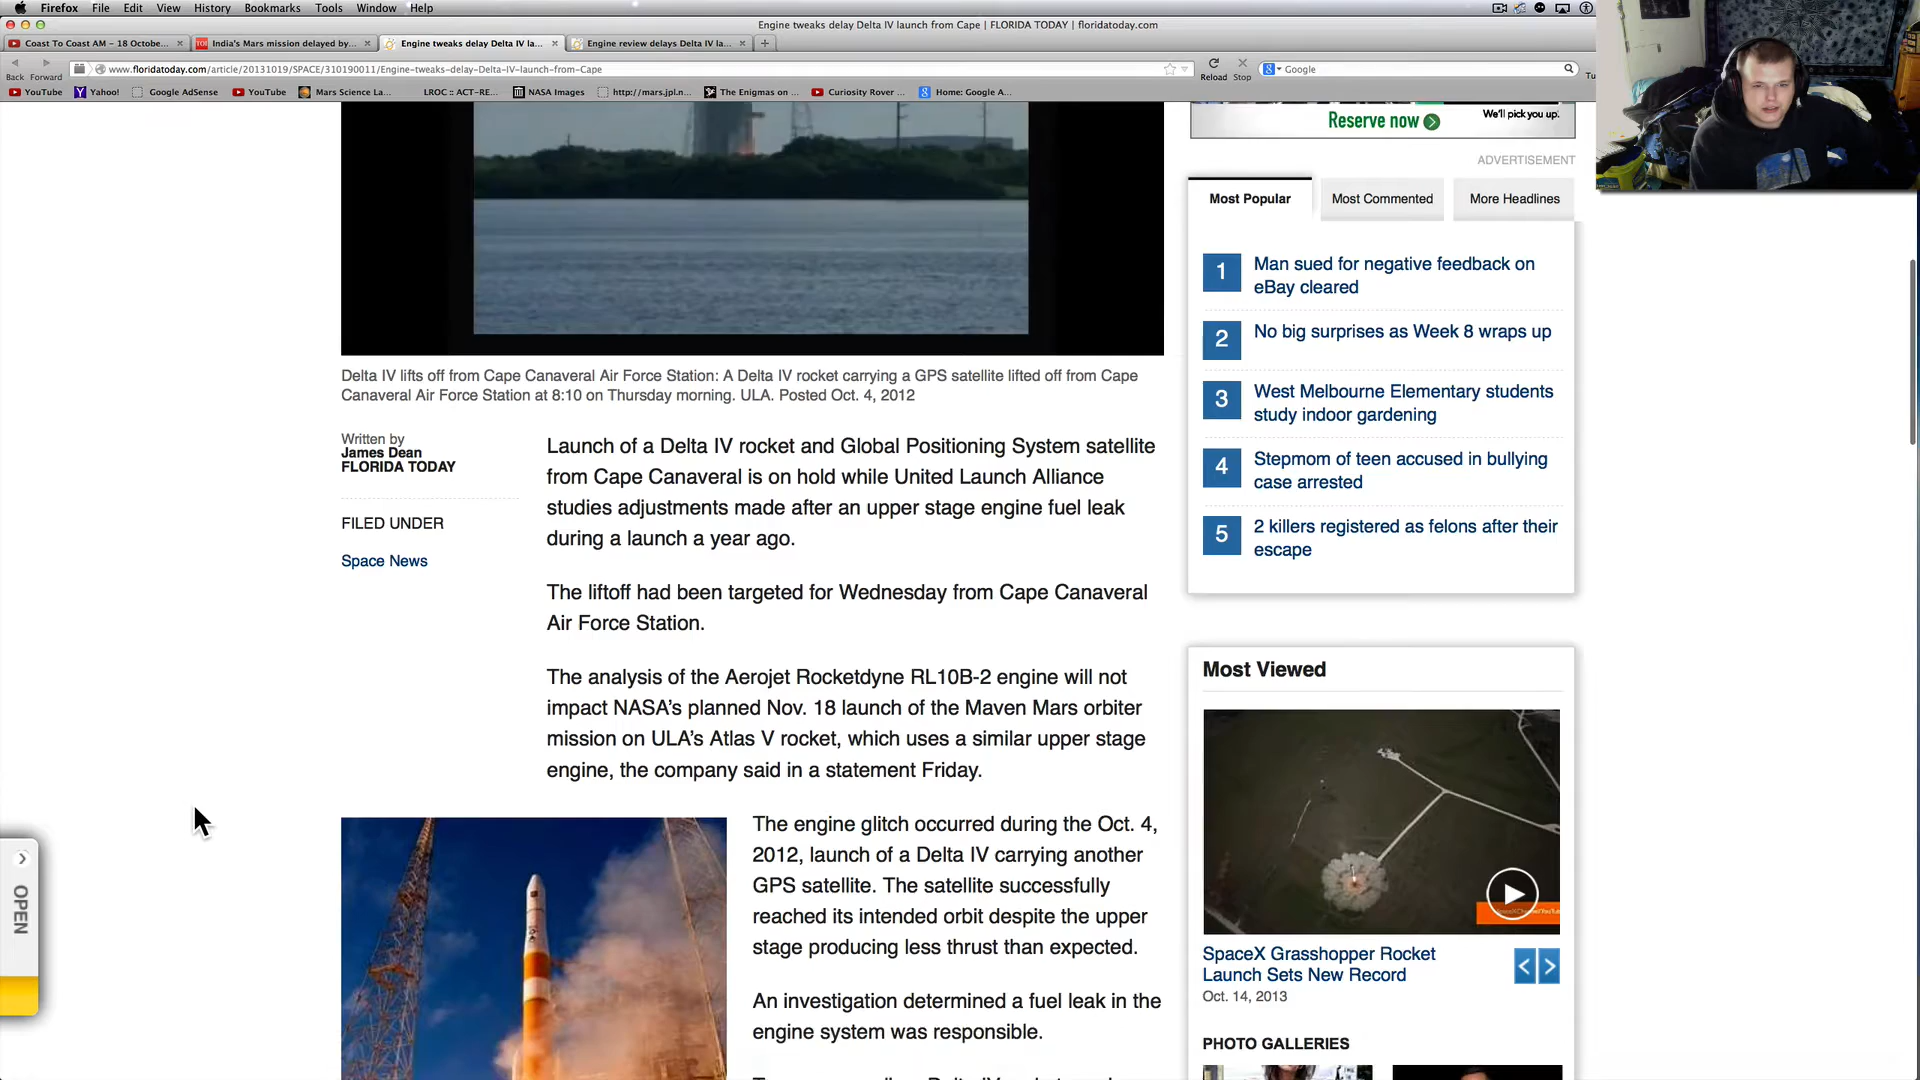 Firefox File Edit View History Bookmarks Tools Window Help
Engine tweaks delay Delta IV launch from Cape | FLORIDA TODAY | floridatoday.com
Coast To Coast AM - 18 Octobe...
India's Mars mission delayed by...
Engine tweaks delay Delta IV la...
Engine review delays Delta IV la...
www.floridatoday.com/article/20131019/SPACE/310190011/Engine-tweaks-delay-Delta-IV-launch-from-Cape
Google
Back Forward
Reload Stop
YouTube Yahoo! Google AdSense YouTube Mars Science La... LROC :: ACT-RE... NASA Images http://mars.jpl.n... The Enigmas on ... Curiosity Rover ... Home: Google A...
Reserve now
We'll pick you up.
ADVERTISEMENT
Delta IV lifts off from Cape Canaveral Air Force Station: A Delta IV rocket carrying a GPS satellite lifted off from Cape
Canaveral Air Force Station at 8:10 on Thursday morning. ULA. Posted Oct. 4, 2012
Written by
James Dean
FLORIDA TODAY
FILED UNDER
Space News
Launch of a Delta IV rocket and Global Positioning System satellite
from Cape Canaveral is on hold while United Launch Alliance
studies adjustments made after an upper stage engine fuel leak
during a launch a year ago.
The liftoff had been targeted for Wednesday from Cape Canaveral
Air Force Station.
The analysis of the Aerojet Rocketdyne RL10B-2 engine will not
impact NASA's planned Nov. 18 launch of the Maven Mars orbiter
mission on ULA's Atlas V rocket, which uses a similar upper stage
engine, the company said in a statement Friday.
The engine glitch occurred during the Oct. 4,
2012, launch of a Delta IV carrying another
GPS satellite. The satellite successfully
reached its intended orbit despite the upper
stage producing less thrust than expected.
An investigation determined a fuel leak in the
engine system was responsible.
OPEN
Most Popular
Most Commented
More Headlines
1 Man sued for negative feedback on
eBay cleared
2 No big surprises as Week 8 wraps up
3 West Melbourne Elementary students
study indoor gardening
4 Stepmom of teen accused in bullying
case arrested
5 2 killers registered as felons after their
escape
Most Viewed
SpaceX Grasshopper Rocket
Launch Sets New Record
Oct. 14, 2013
PHOTO GALLERIES